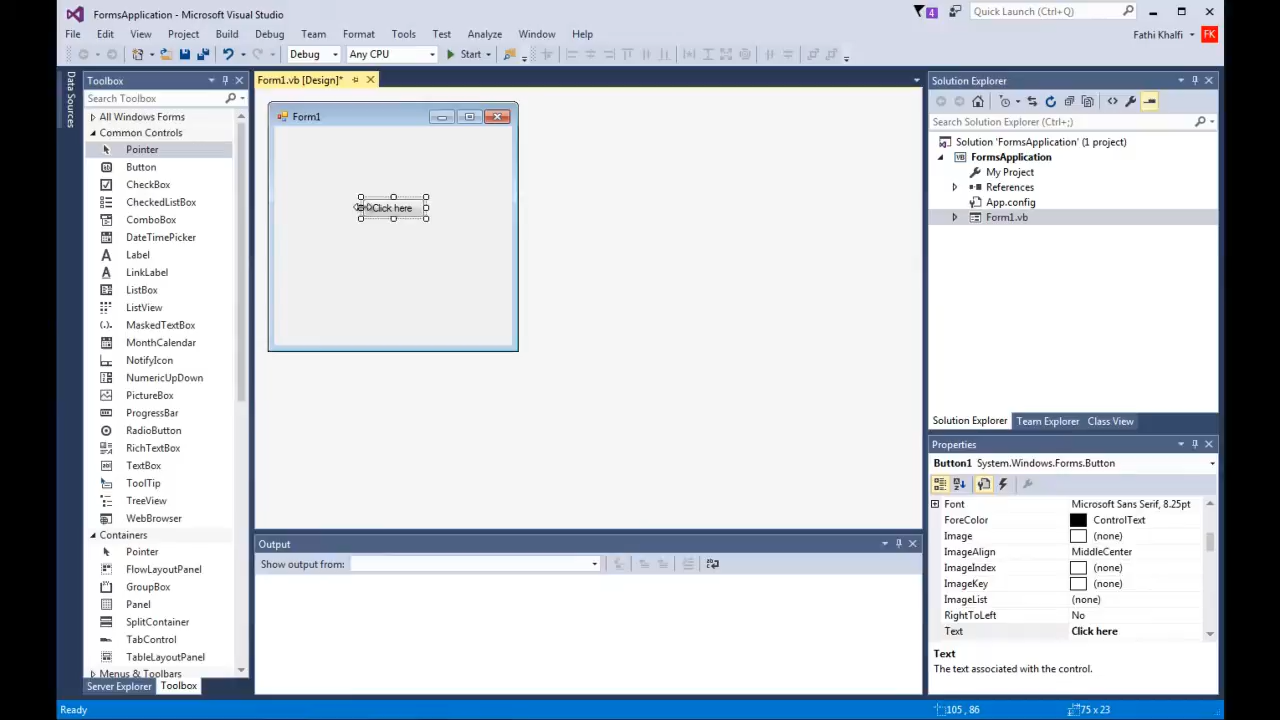 FormsApplication - Microsoft Visual Studio
4
Quick Launch (Ctrl+Q)
File Edit View Project Build Debug Team Format Tools Test Analyze Window Help
Fathi Khalfi FK
Debug Any CPU Start
Data Sources
Toolbox
Search Toolbox
All Windows Forms
Common Controls
Pointer
Button
CheckBox
CheckedListBox
ComboBox
DateTimePicker
Label
LinkLabel
ListBox
ListView
MaskedTextBox
MonthCalendar
NotifyIcon
NumericUpDown
PictureBox
ProgressBar
RadioButton
RichTextBox
TextBox
ToolTip
TreeView
WebBrowser
Containers
Pointer
FlowLayoutPanel
GroupBox
Panel
SplitContainer
TabControl
TableLayoutPanel
Menus & Toolbars
Server Explorer Toolbox
Form1.vb [Design]*
Form1
Click here
Output
Show output from:
Solution Explorer
Search Solution Explorer (Ctrl+;)
Solution 'FormsApplication' (1 project)
VB FormsApplication
My Project
References
App.config
Form1.vb
Solution Explorer Team Explorer Class View
Properties
Button1 System.Windows.Forms.Button
Font Microsoft Sans Serif, 8.25pt
ForeColor ControlText
Image (none)
ImageAlign MiddleCenter
ImageIndex (none)
ImageKey (none)
ImageList (none)
RightToLeft No
Text Click here
Text
The text associated with the control.
Ready 105 , 86 75 x 23